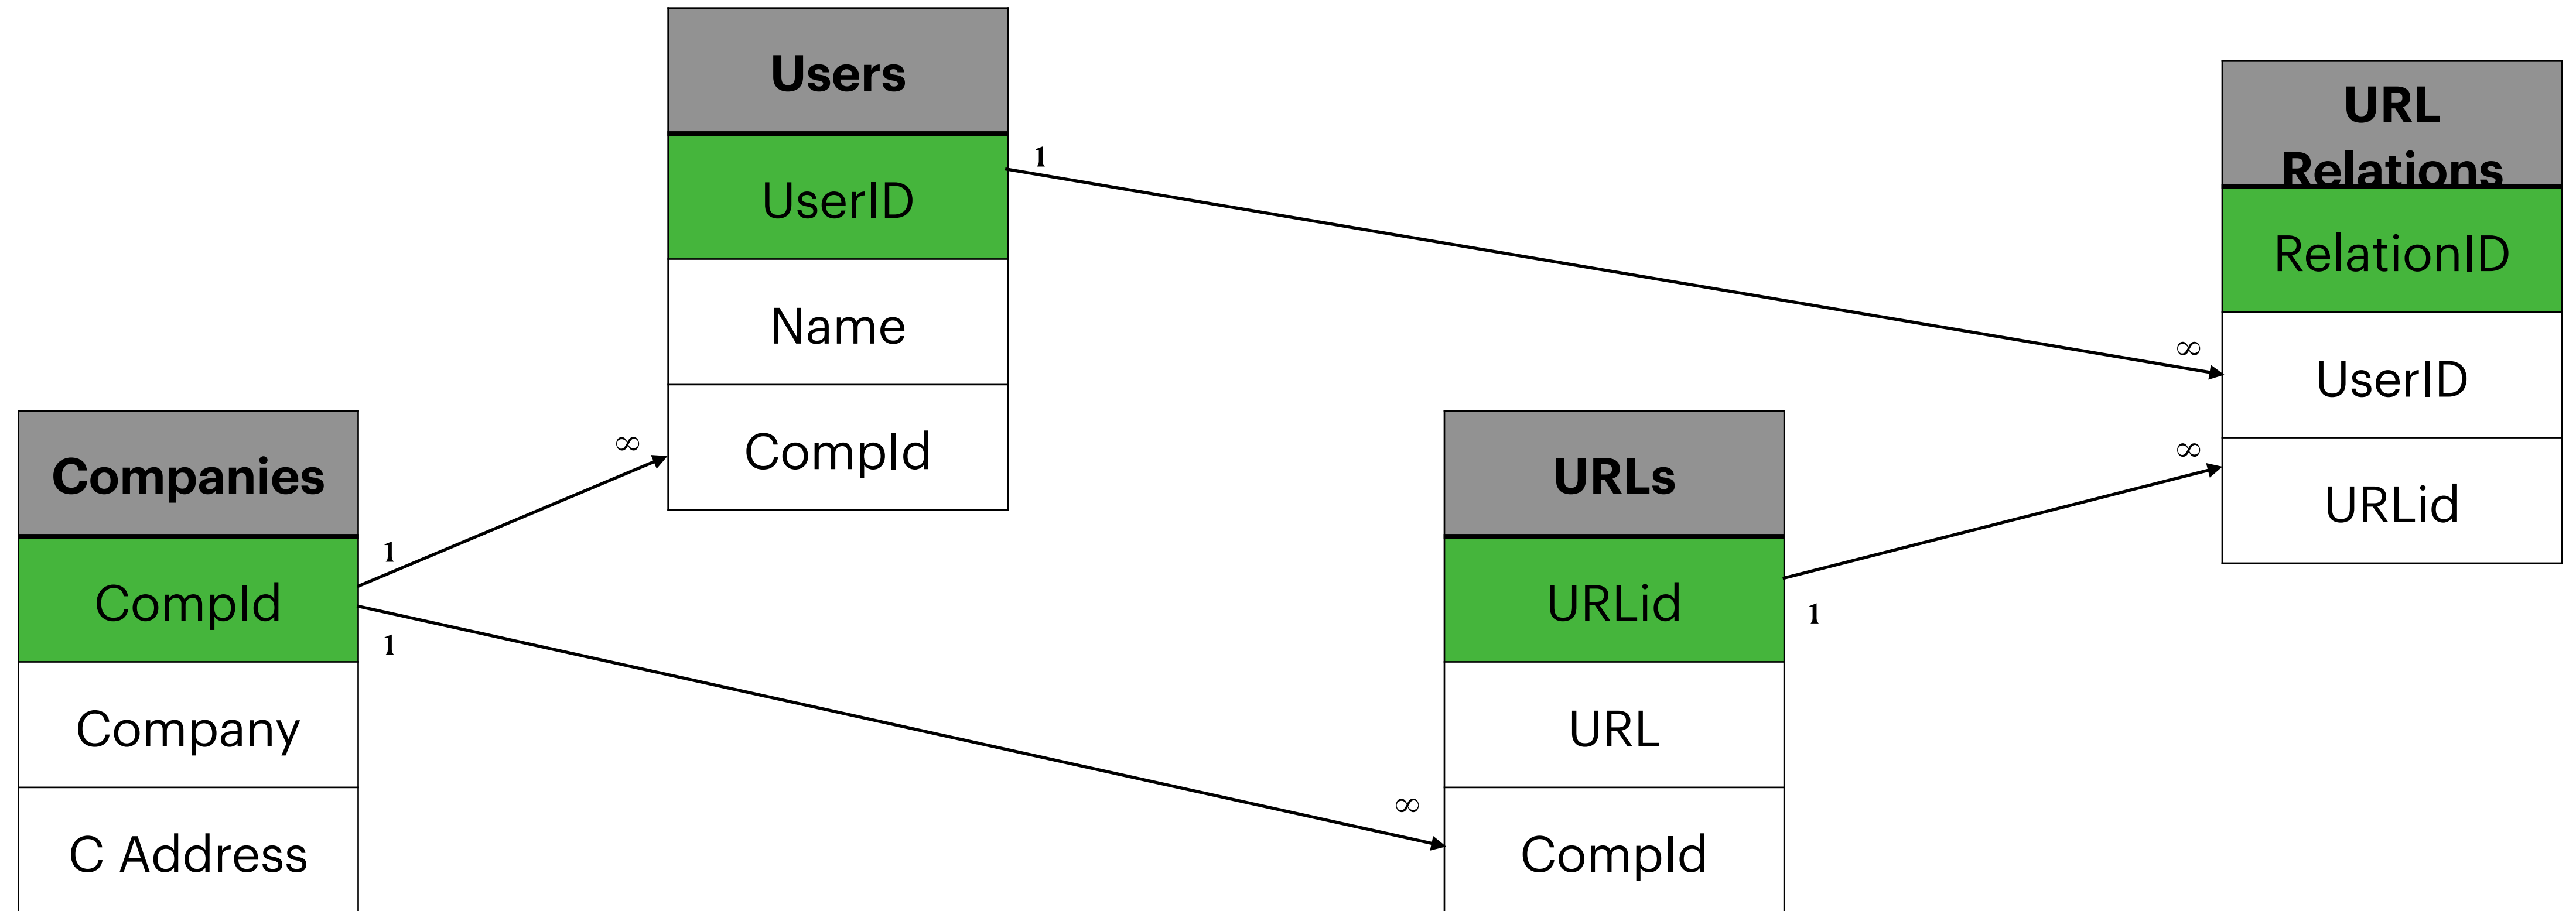 Users
UserID
Name
CompId
Companies
CompId
Company
C Address
URLs
URLid
URL
CompId
URL
Relations
RelationID
UserID
URLid
1
∞
1
∞
1
∞
1
∞